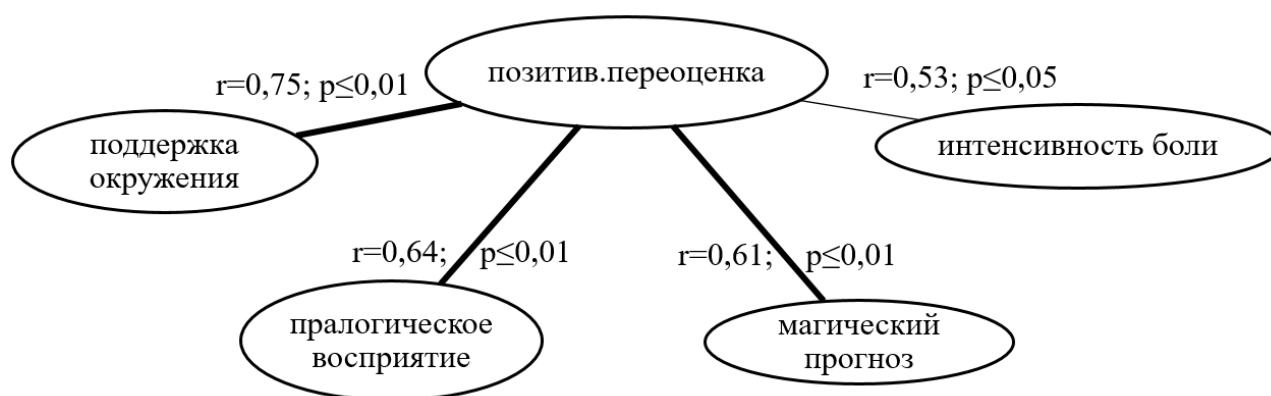 позитив.переоценка
r=0,75; p≤0,01
r=0,53; p≤0,05
поддержка
окружения
интенсивность боли
r=0,64; p≤0,01
r=0,61; p≤0,01
пралогическое
восприятие
магический
прогноз